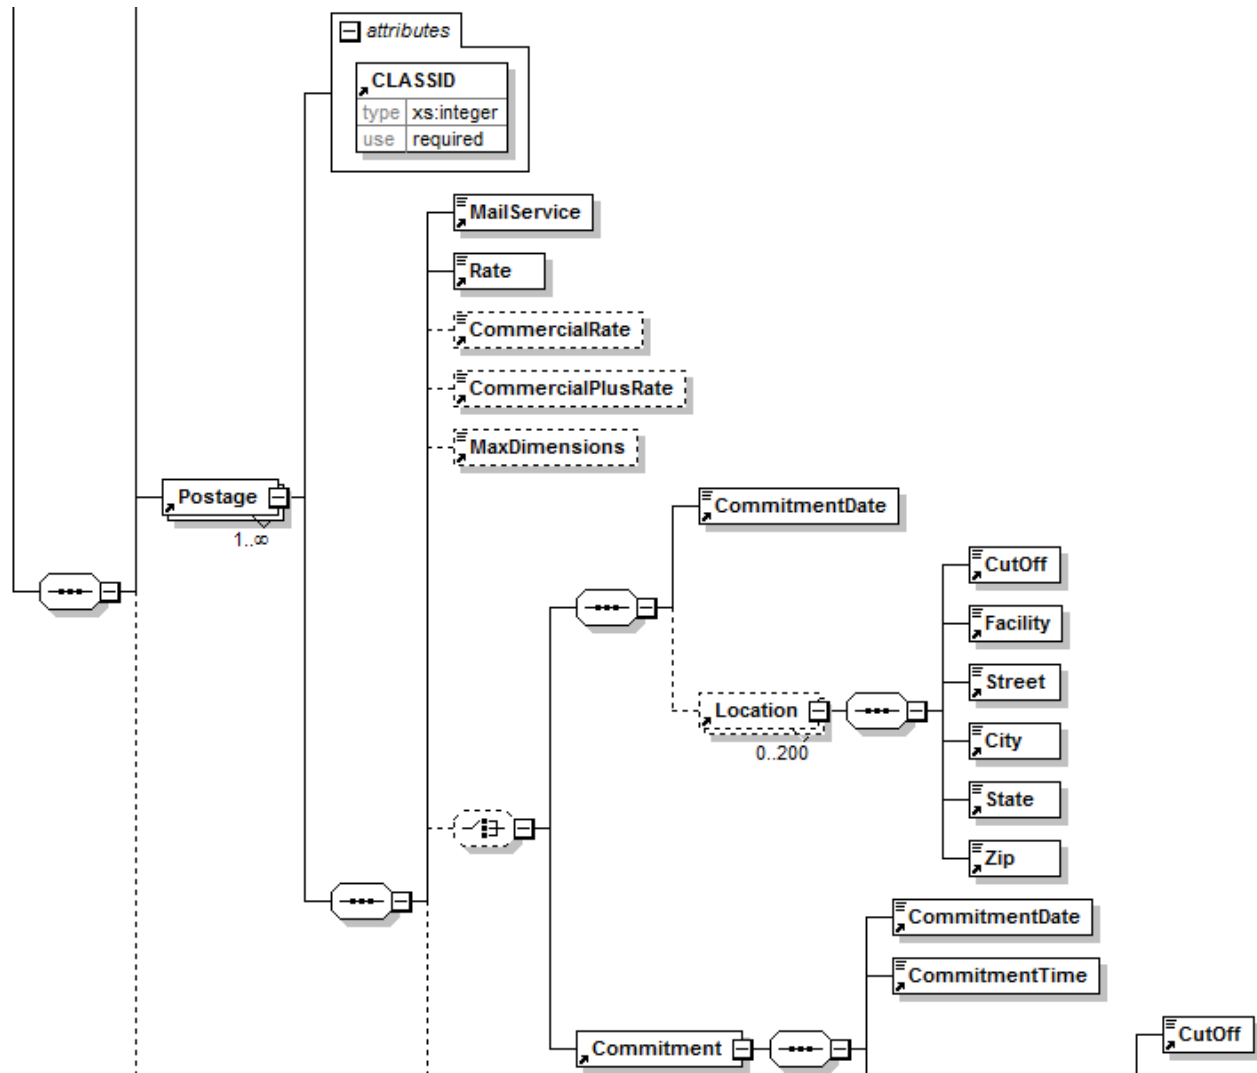 attributes
CLASSID
type xs:integer
use required
MailService
Rate
CommercialRate
CommercialPlusRate
MaxDimensions
Postage
1..∞
CommitmentDate
CutOff
Facility
Street
Location
0..200
City
State
Zip
CommitmentDate
CommitmentTime
Commitment
CutOff